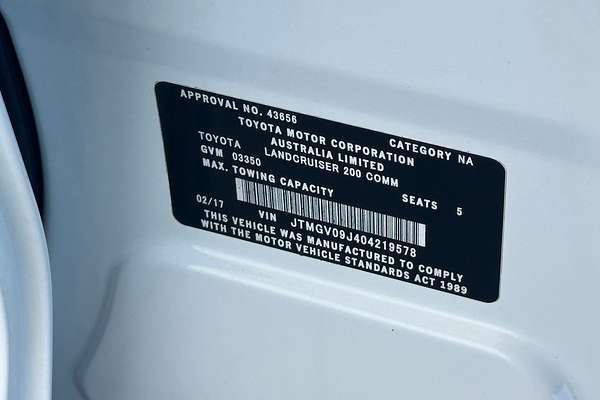 APPROVAL NO. 43656 CATEGORY NA
TOYOTA MOTOR CORPORATION
AUSTRALIA LIMITED
TOYOTA LANDCRUISER 200 COMM
GVM 03350 SEATS 5
MAX. TOWING CAPACITY
02/17
VIN JTMGV09J404219578
THIS VEHICLE WAS MANUFACTURED TO COMPLY
WITH THE MOTOR VEHICLE STANDARDS ACT 1989